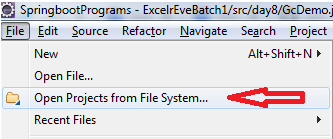 SpringbootPrograms - ExcelrEveBatch1/src/day8/GcDemo.j
File Edit Source Refactor Navigate Search Project
New Alt+Shift+N
Open File...
Open Projects from File System...
Recent Files